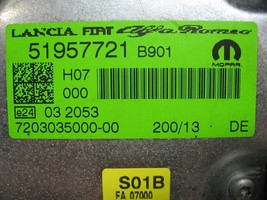 LANCIA FIAT Alfa Romeo
51957721 B901
MOPAR
H07
000
e24 03 2053
7203035000-00 200/13 DE
S01B
FA 07000